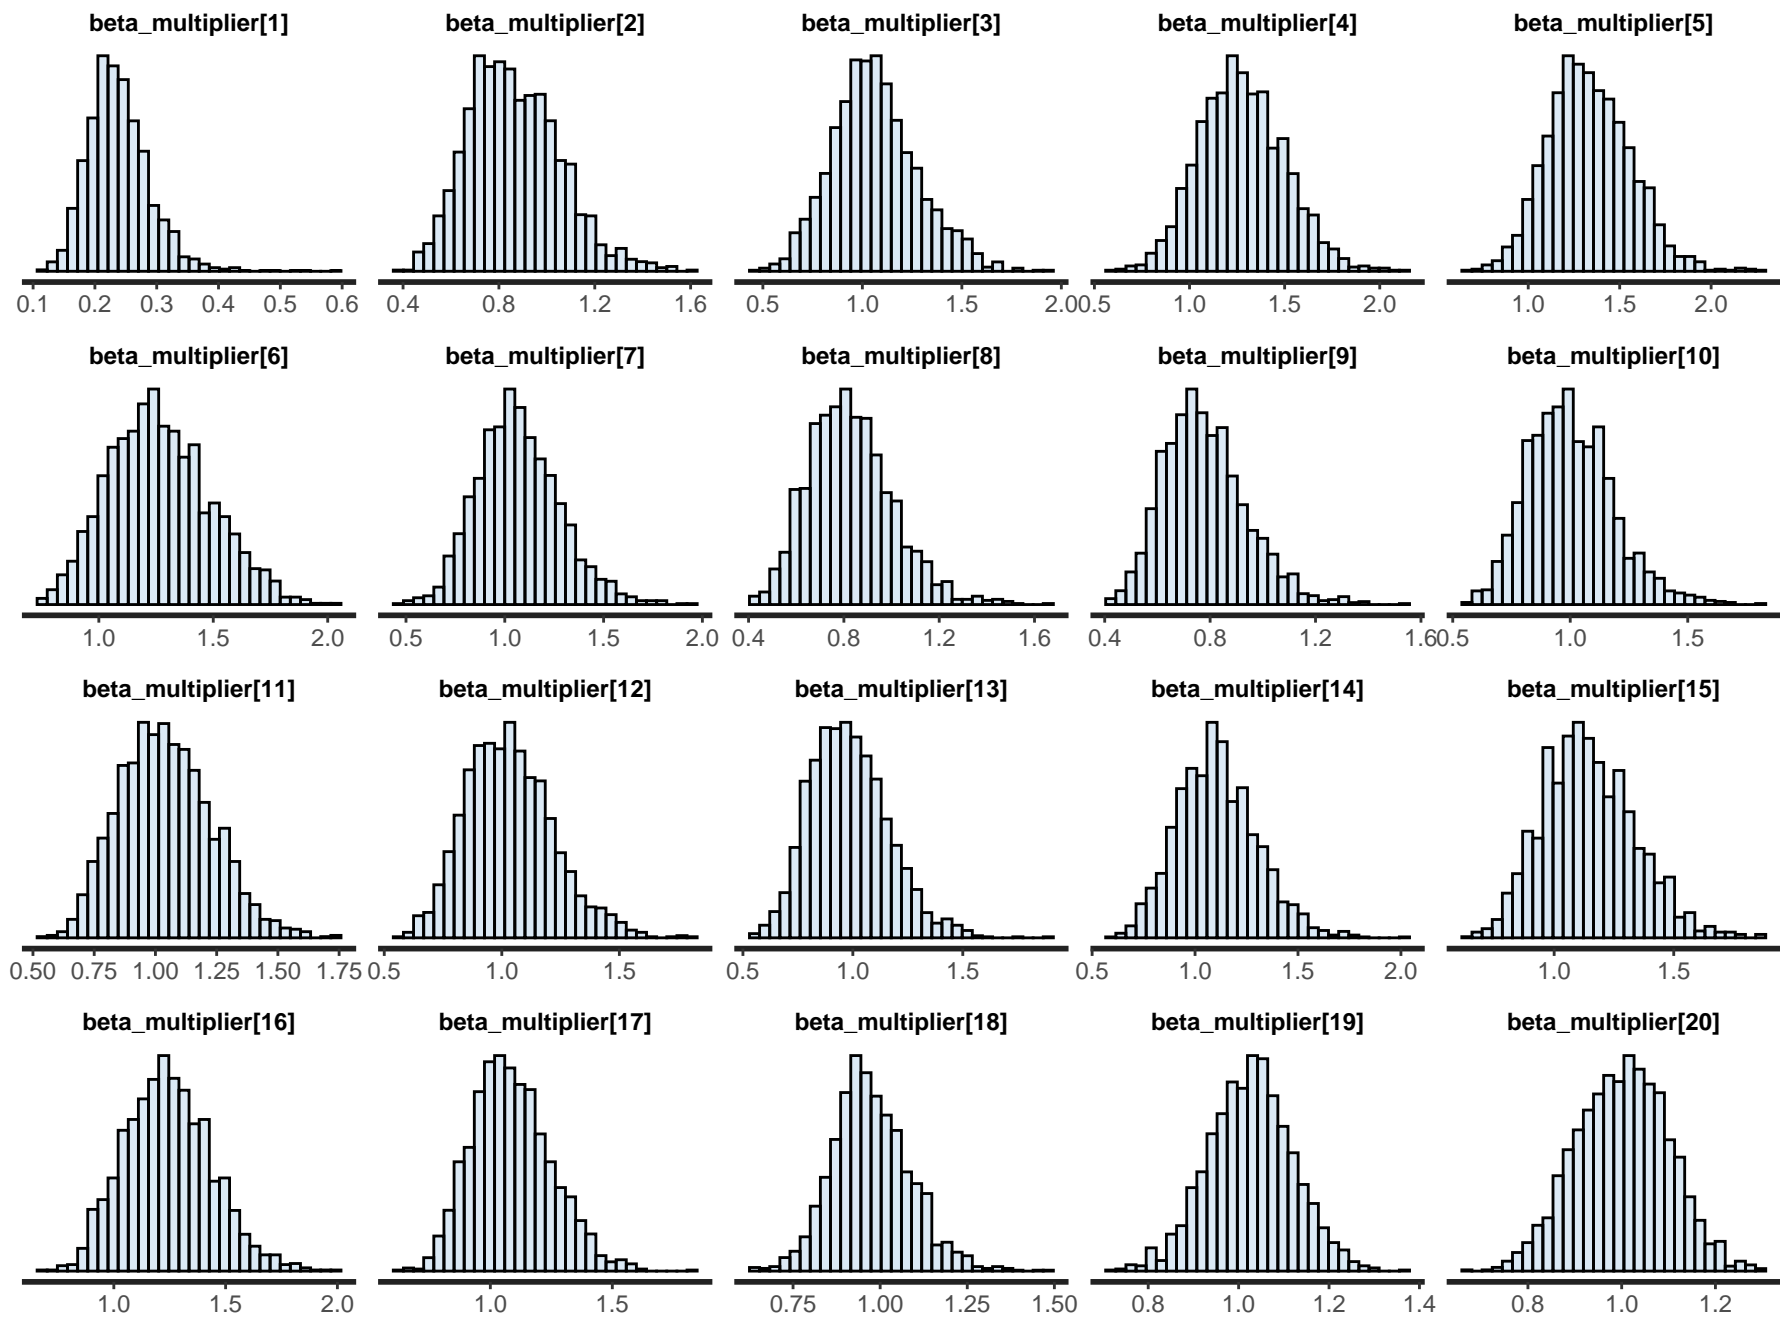 beta_multiplier[1] beta_multiplier[2] beta_multiplier[3] beta_multiplier[4] beta_multiplier[5]
0.1 0.2 0.3 0.4 0.5 0.6 0.4 0.8 1.2 1.6 0.5 1.0 1.5 2.0 0.5 1.0 1.5 2.0 1.0 1.5 2.0
beta_multiplier[6] beta_multiplier[7] beta_multiplier[8] beta_multiplier[9] beta_multiplier[10]
1.0 1.5 2.0 0.5 1.0 1.5 2.0 0.4 0.8 1.2 1.6 0.4 0.8 1.2 1.6 0.5 1.0 1.5
beta_multiplier[11] beta_multiplier[12] beta_multiplier[13] beta_multiplier[14] beta_multiplier[15]
0.50 0.75 1.00 1.25 1.50 1.75 0.5 1.0 1.5 0.5 1.0 1.5 0.5 1.0 1.5 2.0 1.0 1.5
beta_multiplier[16] beta_multiplier[17] beta_multiplier[18] beta_multiplier[19] beta_multiplier[20]
1.0 1.5 2.0 1.0 1.5 0.75 1.00 1.25 1.50 0.8 1.0 1.2 1.4 0.8 1.0 1.2